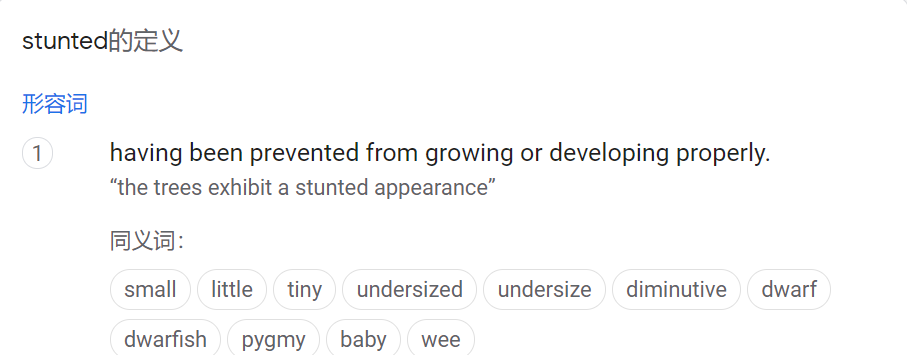 stunted的定义
形容词
1 having been prevented from growing or developing properly.
“the trees exhibit a stunted appearance”
同义词：
small little tiny undersized undersize diminutive dwarf
dwarfish pygmy baby wee